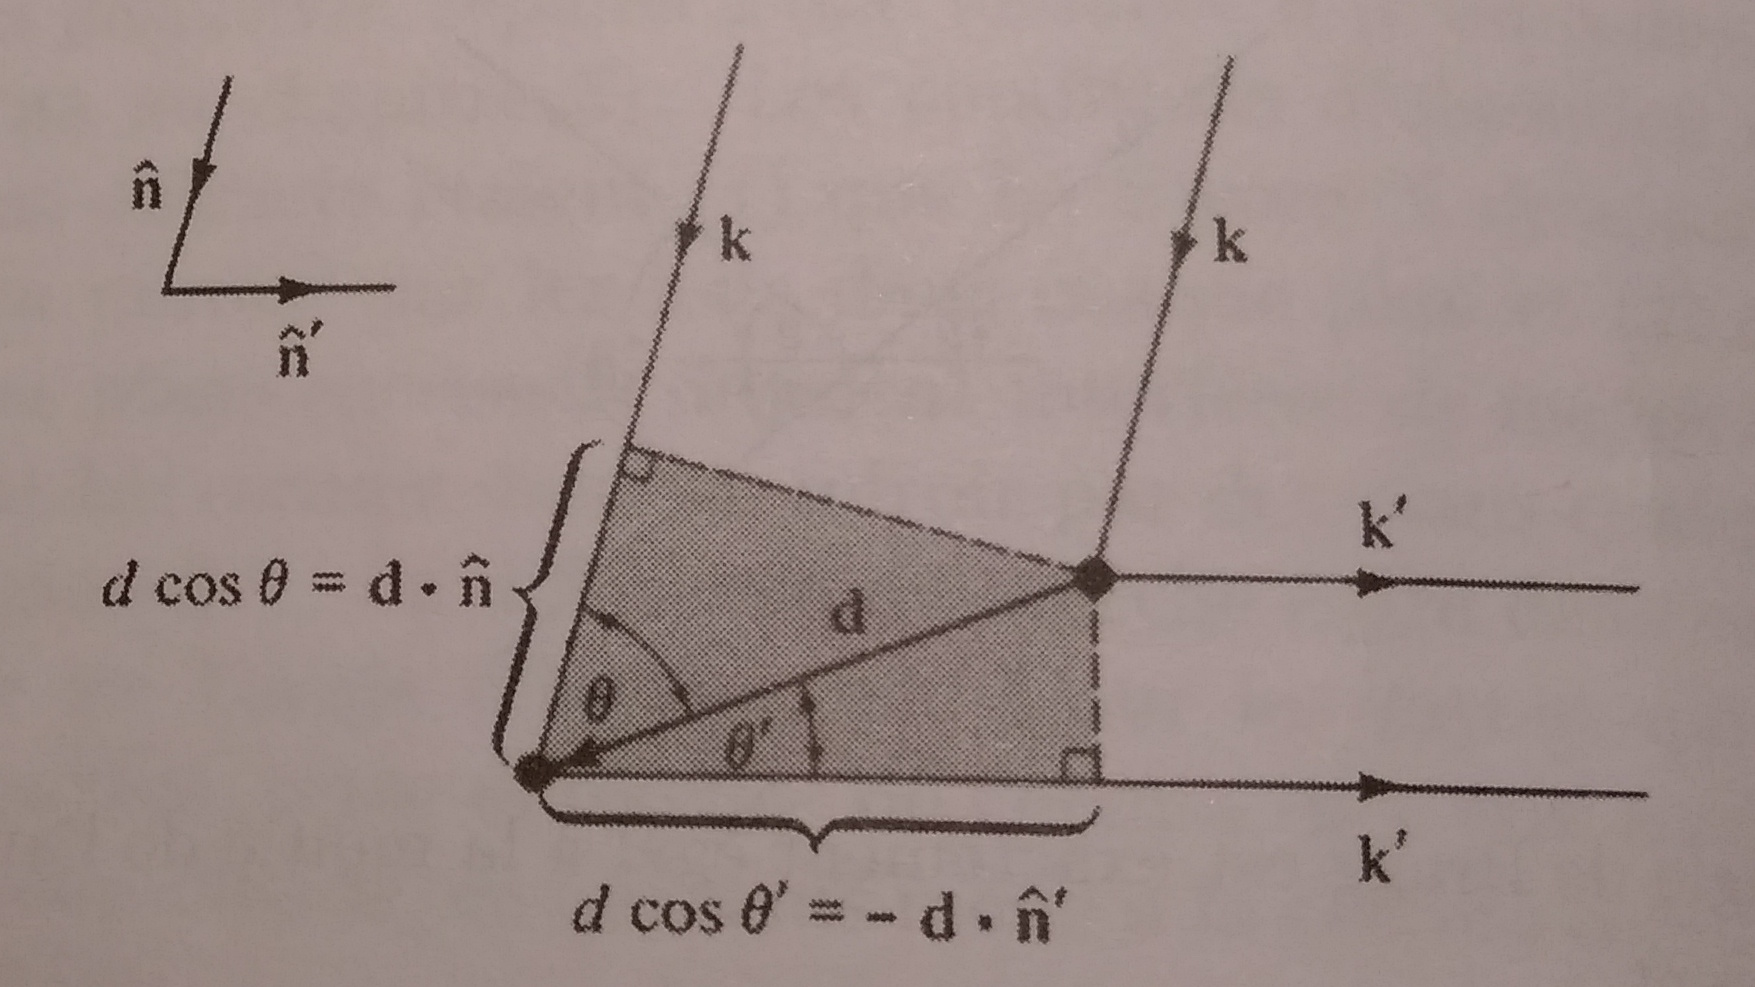 n̂
n̂′
k
k
k′
d cos θ = d · n̂
d
θ
θ′
k′
d cos θ′ = − d · n̂′